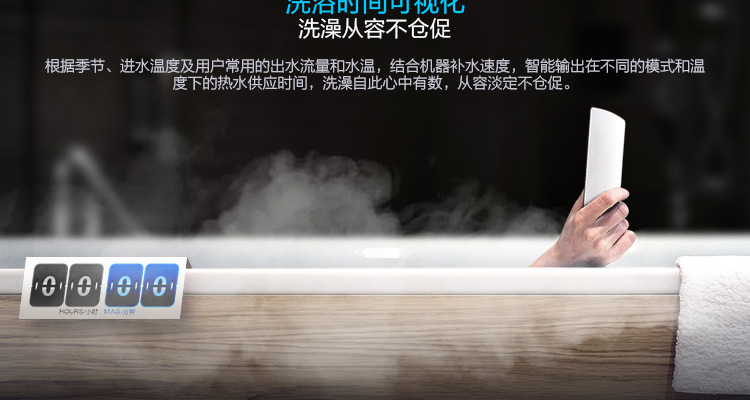 洗浴时间可视化
洗澡从容不仓促
根据季节、进水温度及用户常用的出水流量和水温，结合机器补水速度，智能输出在不同的模式和温
度下的热水供应时间，洗澡自此心中有数，从容淡定不仓促。
0 0 0 0
HOURS/小时 MINS/分钟